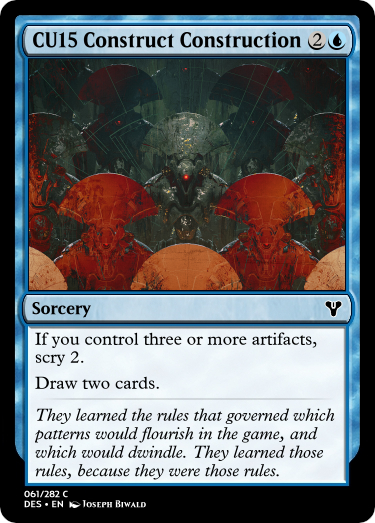 CU15 Construct Construction 2
Sorcery
If you control three or more artifacts,
scry 2.
Draw two cards.
They learned the rules that governed which
patterns would flourish in the game, and
which would dwindle. They learned those
rules, because they were those rules.
061/282 C
DES • EN Joseph Biwald